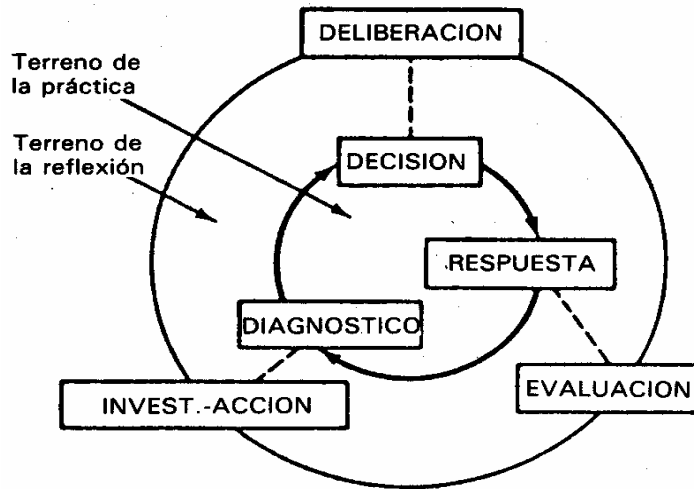 DELIBERACION
Terreno de
la práctica
Terreno de
la reflexión
DECISION
RESPUESTA
DIAGNOSTICO
INVEST.-ACCION
EVALUACION